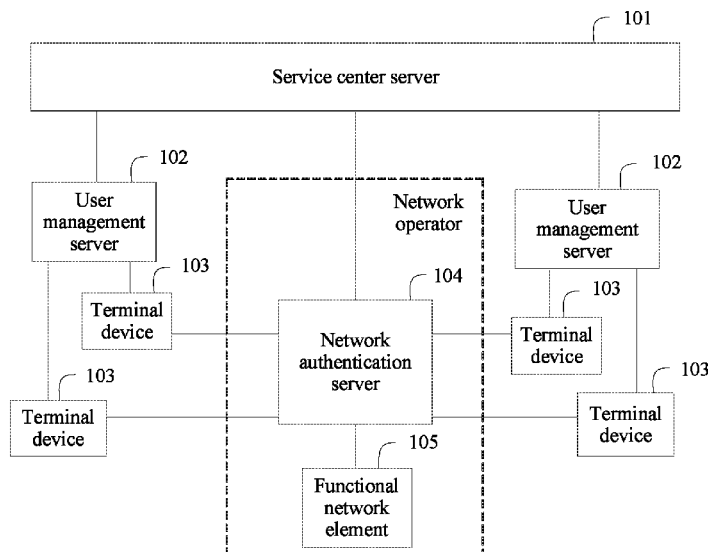 101
Service center server
102
User
management
server
Network
operator
102
User
management
server
103
Terminal
device
104
Network
authentication
server
103
Terminal
device
103
Terminal
device
103
Terminal
device
105
Functional
network
element